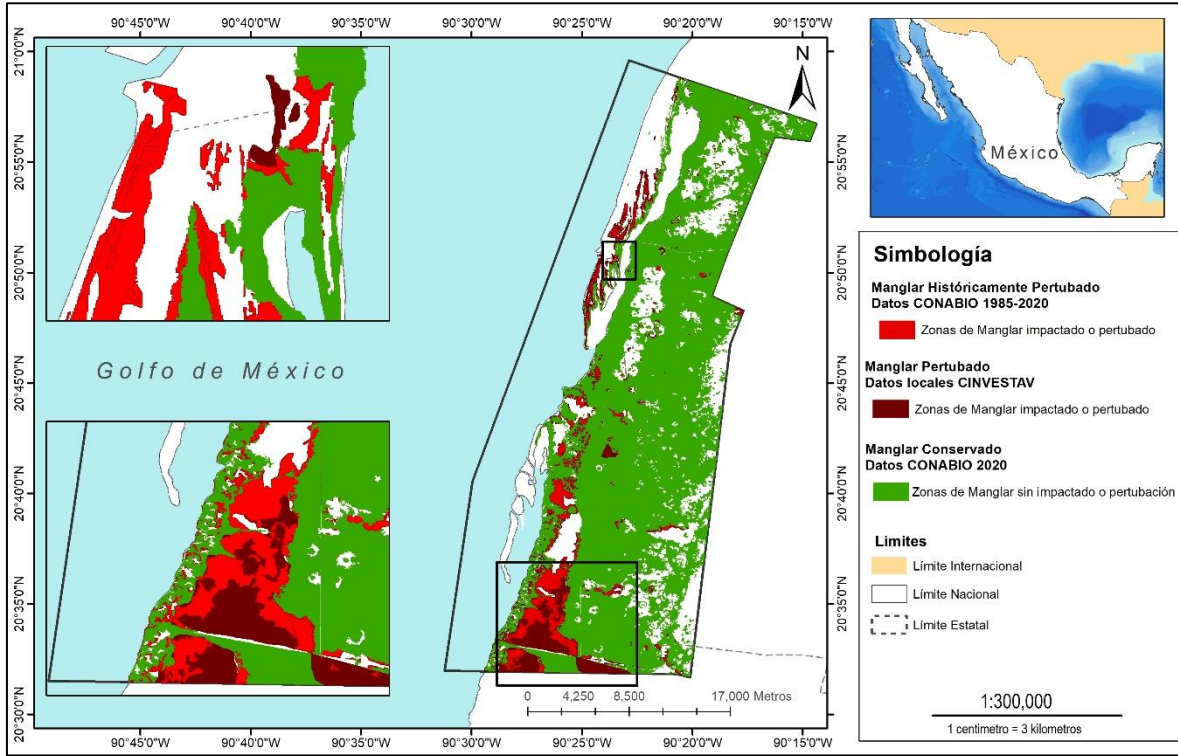 90°45'0"W 90°40'0"W 90°35'0"W 90°30'0"W 90°25'0"W 90°20'0"W 90°15'0"W
21°0'0"N
20°55'0"N
20°50'0"N
20°45'0"N
20°40'0"N
20°35'0"N
20°30'0"N
N
Golfo de México
0 4,250 8,500 17,000 Metros
21°0'0"N
20°55'0"N
20°50'0"N
20°45'0"N
20°40'0"N
20°35'0"N
20°30'0"N
90°45'0"W 90°40'0"W 90°35'0"W 90°30'0"W 90°25'0"W 90°20'0"W 90°15'0"W
México
Simbología
Manglar Históricamente Pertubado
Datos CONABIO 1985-2020
Zonas de Manglar impactado o pertubado
Manglar Pertubado
Datos locales CINVESTAV
Zonas de Manglar impactado o pertubado
Manglar Conservado
Datos CONABIO 2020
Zonas de Manglar sin impactado o pertubación
Límites
Límite Internacional
Límite Nacional
Límite Estatal
1:300,000
1 centimetro = 3 kilometros